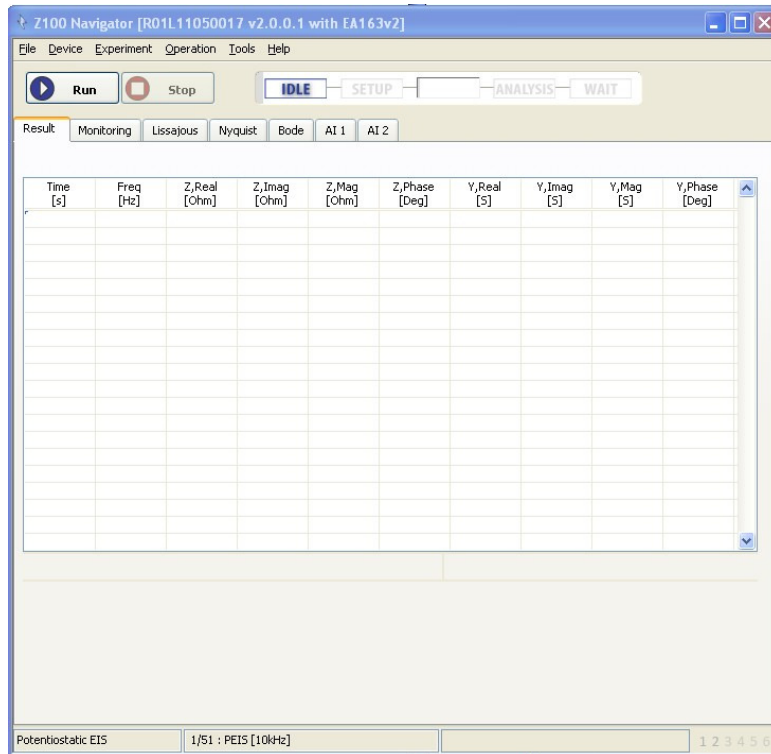 Z100 Navigator [R01L11050017 v2.0.0.1 with EA163v2]
File Device Experiment Operation Tools Help
Run Stop IDLE SETUP ANALYSIS WAIT
Result Monitoring Lissajous Nyquist Bode AI 1 AI 2
Time Freq Z,Real Z,Imag Z,Mag Z,Phase Y,Real Y,Imag Y,Mag Y,Phase
[s] [Hz] [Ohm] [Ohm] [Ohm] [Deg] [S] [S] [S] [Deg]
Potentiostatic EIS 1/51 : PEIS [10kHz] 1 2 3 4 5 6